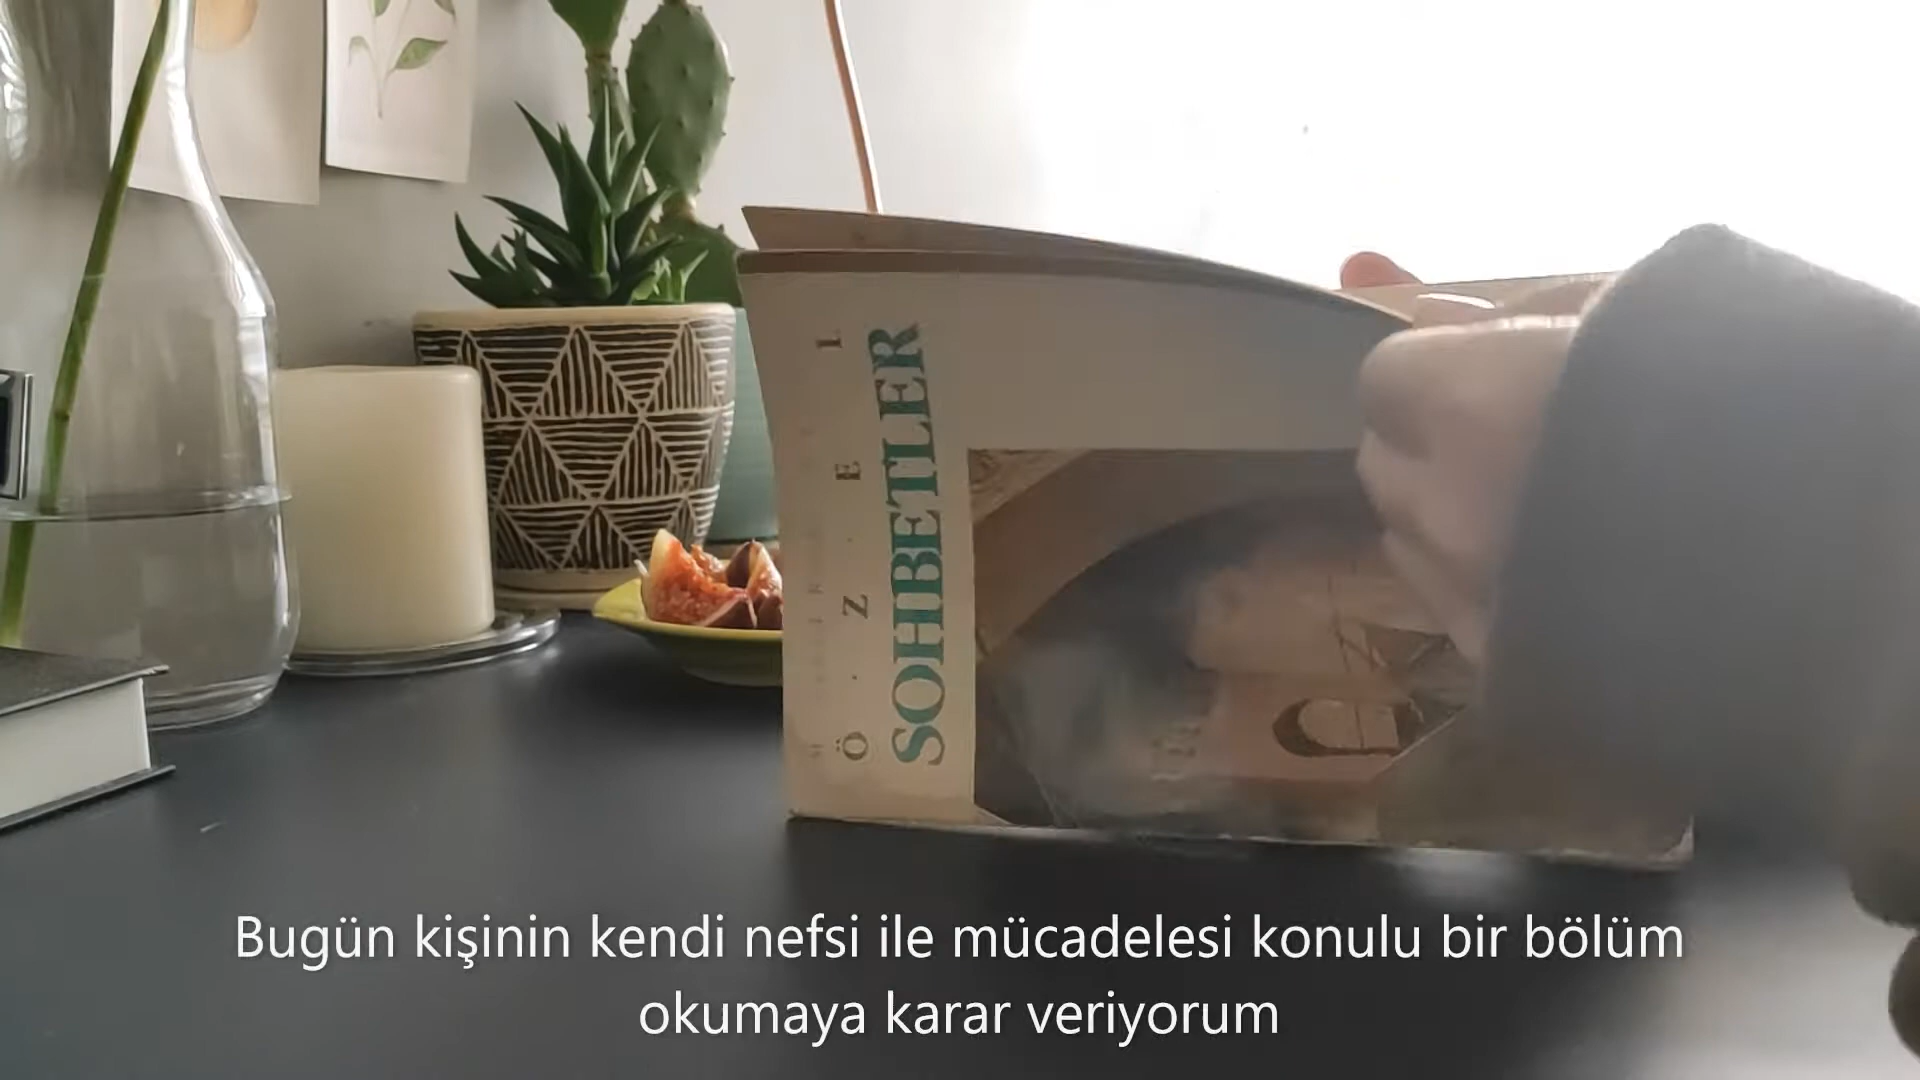 Ö Z E L
SOHBETLER
Bugün kişinin kendi nefsi ile mücadelesi konulu bir bölüm
okumaya karar veriyorum